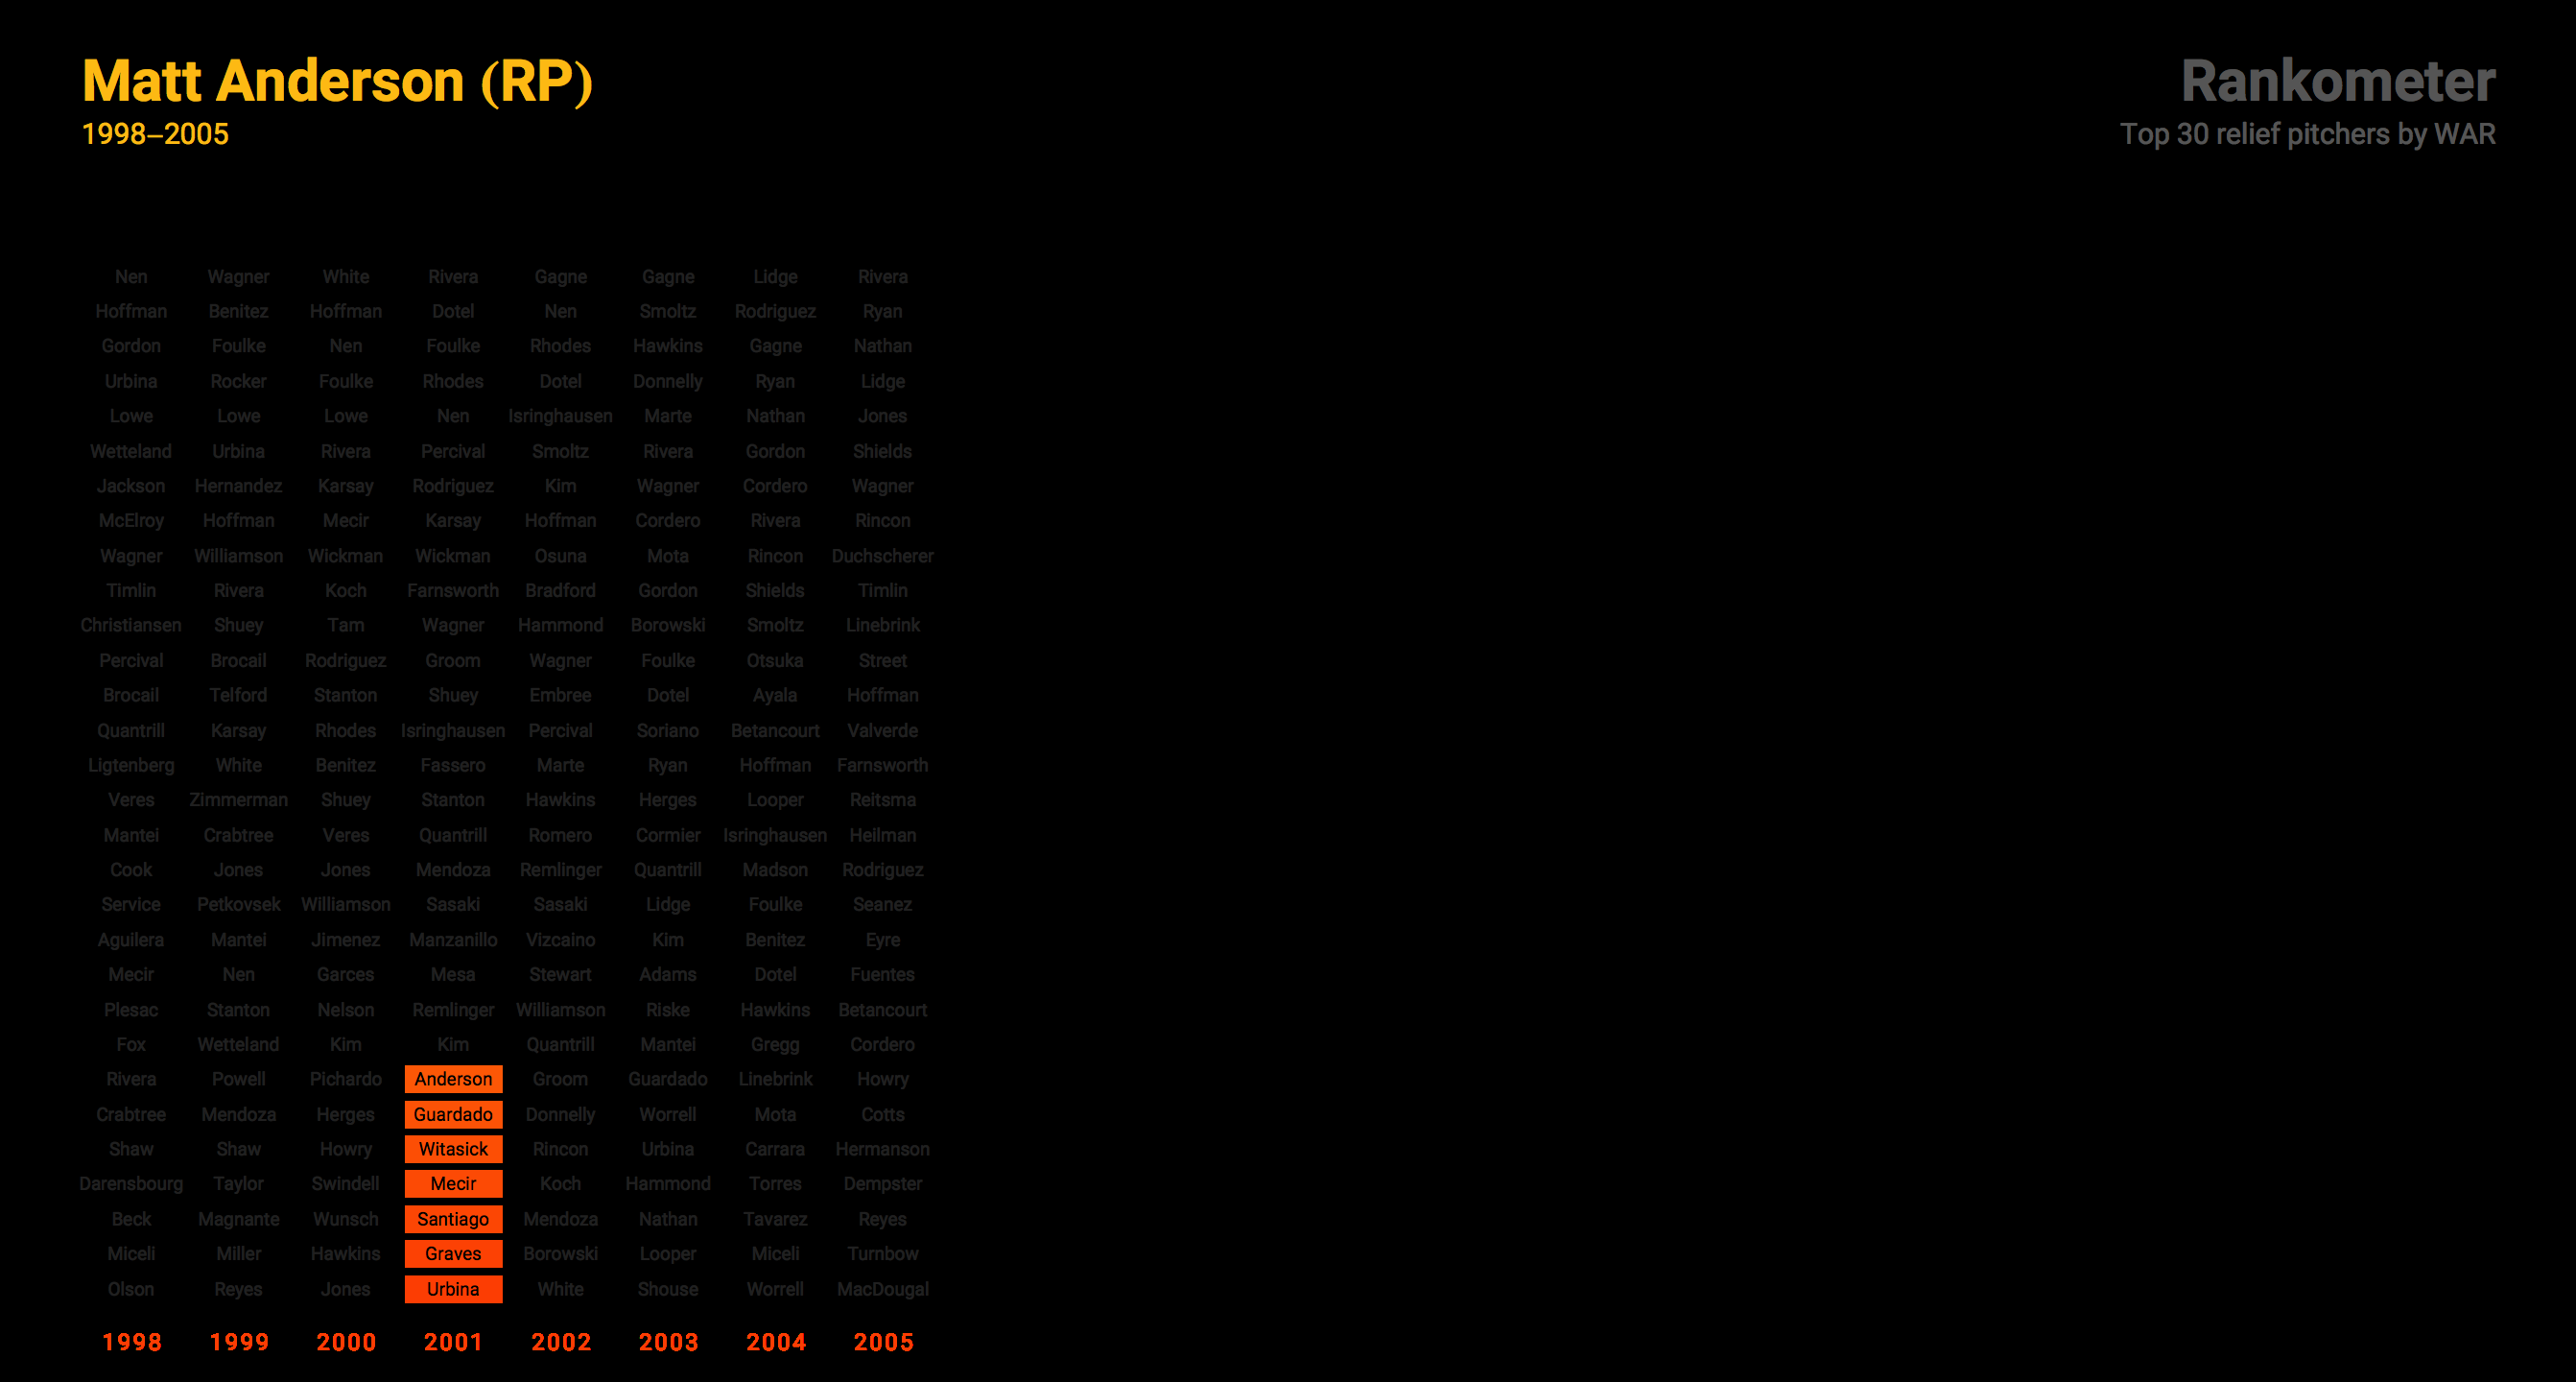 Matt Anderson (RP)
1998–2005
Rankometer
Top 30 relief pitchers by WAR
Nen Wagner White Rivera Gagne Gagne Lidge Rivera
Hoffman Benitez Hoffman Dotel Nen Smoltz Rodriguez Ryan
Gordon Foulke Nen Foulke Rhodes Hawkins Gagne Nathan
Urbina Rocker Foulke Rhodes Dotel Donnelly Ryan Lidge
Lowe Lowe Lowe Nen Isringhausen Marte Nathan Jones
Wetteland Urbina Rivera Percival Smoltz Rivera Gordon Shields
Jackson Hernandez Karsay Rodriguez Kim Wagner Cordero Wagner
McElroy Hoffman Mecir Karsay Hoffman Cordero Rivera Rincon
Wagner Williamson Wickman Wickman Osuna Mota Rincon Duchscherer
Timlin Rivera Koch Farnsworth Bradford Gordon Shields Timlin
Christiansen Shuey Tam Wagner Hammond Borowski Smoltz Linebrink
Percival Brocail Rodriguez Groom Wagner Foulke Otsuka Street
Brocail Telford Stanton Shuey Embree Dotel Ayala Hoffman
Quantrill Karsay Rhodes Isringhausen Percival Soriano Betancourt Valverde
Ligtenberg White Benitez Fassero Marte Ryan Hoffman Farnsworth
Veres Zimmerman Shuey Stanton Hawkins Herges Looper Reitsma
Mantei Crabtree Veres Quantrill Romero Cormier Isringhausen Heilman
Cook Jones Jones Mendoza Remlinger Quantrill Madson Rodriguez
Service Petkovsek Williamson Sasaki Sasaki Lidge Foulke Seanez
Aguilera Mantei Jimenez Manzanillo Vizcaino Kim Benitez Eyre
Mecir Nen Garces Mesa Stewart Adams Dotel Fuentes
Plesac Stanton Nelson Remlinger Williamson Riske Hawkins Betancourt
Fox Wetteland Kim Kim Quantrill Mantei Gregg Cordero
Rivera Powell Pichardo Anderson Groom Guardado Linebrink Howry
Crabtree Mendoza Herges Guardado Donnelly Worrell Mota Cotts
Shaw Shaw Howry Witasick Rincon Urbina Carrara Hermanson
Darensbourg Taylor Swindell Mecir Koch Hammond Torres Dempster
Beck Magnante Wunsch Santiago Mendoza Nathan Tavarez Reyes
Miceli Miller Hawkins Graves Borowski Looper Miceli Turnbow
Olson Reyes Jones Urbina White Shouse Worrell MacDougal
1998 1999 2000 2001 2002 2003 2004 2005